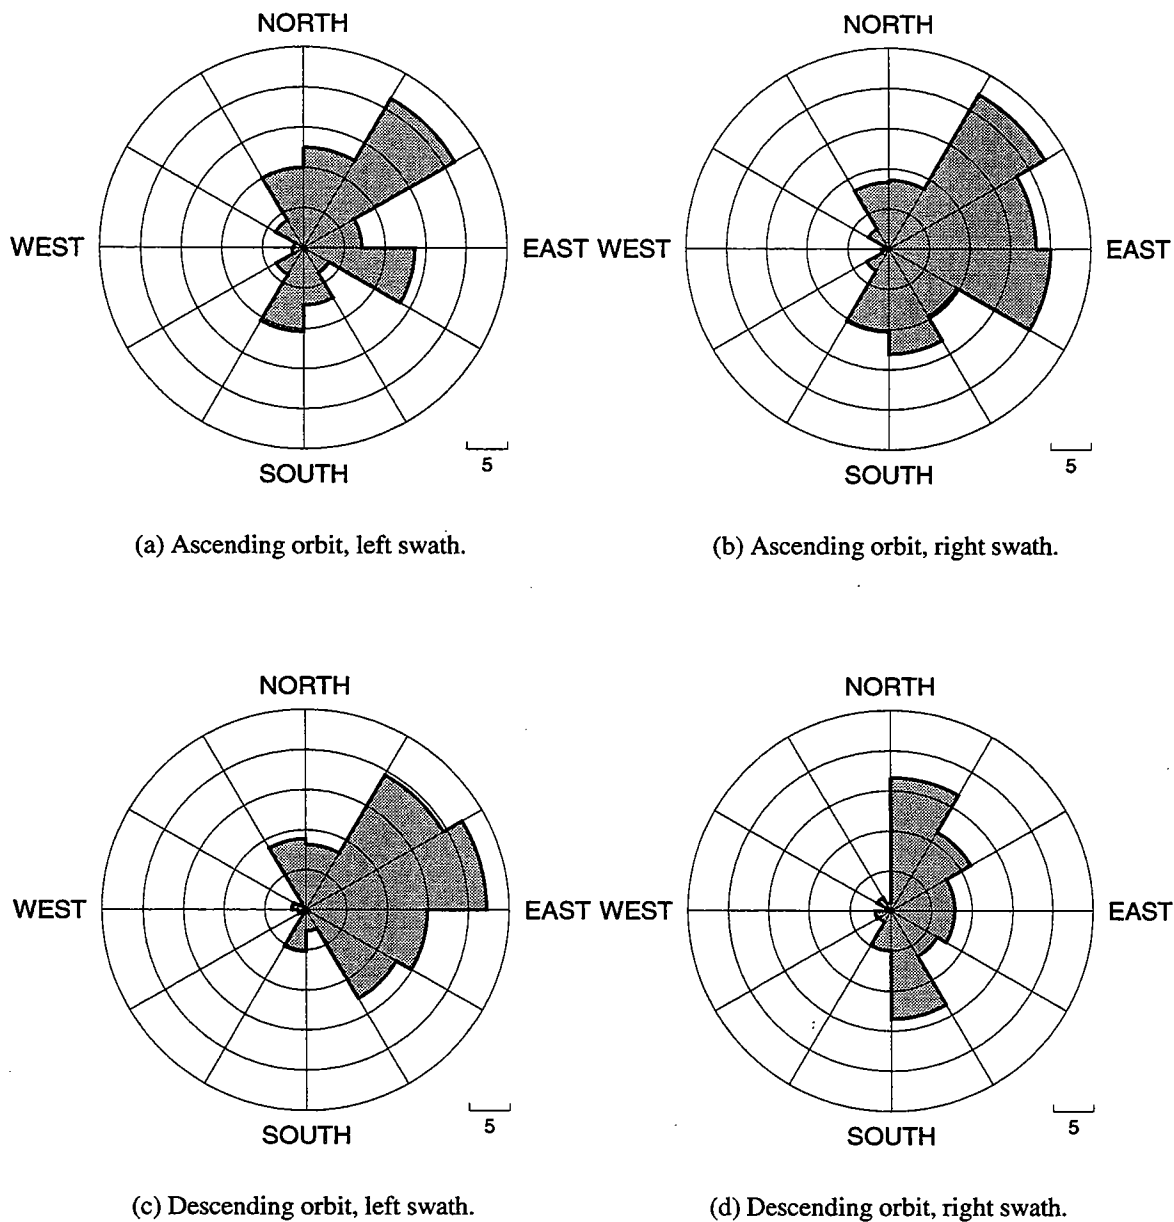 NORTH
NORTH
WEST
EAST
WEST
EAST
SOUTH
SOUTH
5
5
(a) Ascending orbit, left swath.
(b) Ascending orbit, right swath.
NORTH
NORTH
WEST
EAST
WEST
EAST
SOUTH
SOUTH
5
5
(c) Descending orbit, left swath.
(d) Descending orbit, right swath.